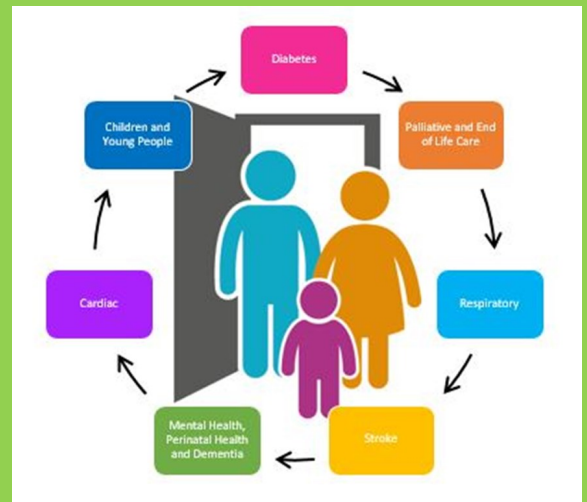 Diabetes
Palliative and End
of Life Care
Respiratory
Stroke
Mental Health,
Perinatal Health
and Dementia
Cardiac
Children and
Young People